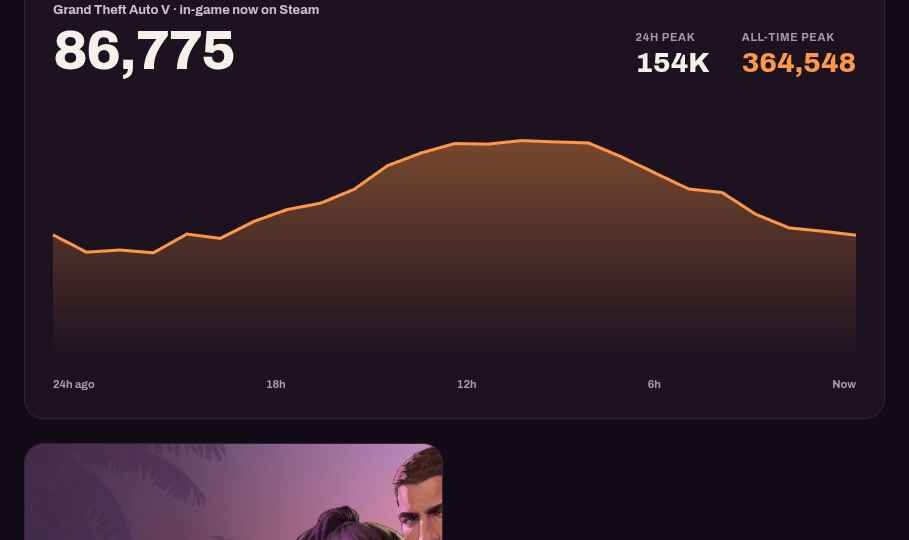 Grand Theft Auto V · in-game now on Steam
86,775
24H PEAK
154K
ALL-TIME PEAK
364,548
24h ago
18h
12h
6h
Now